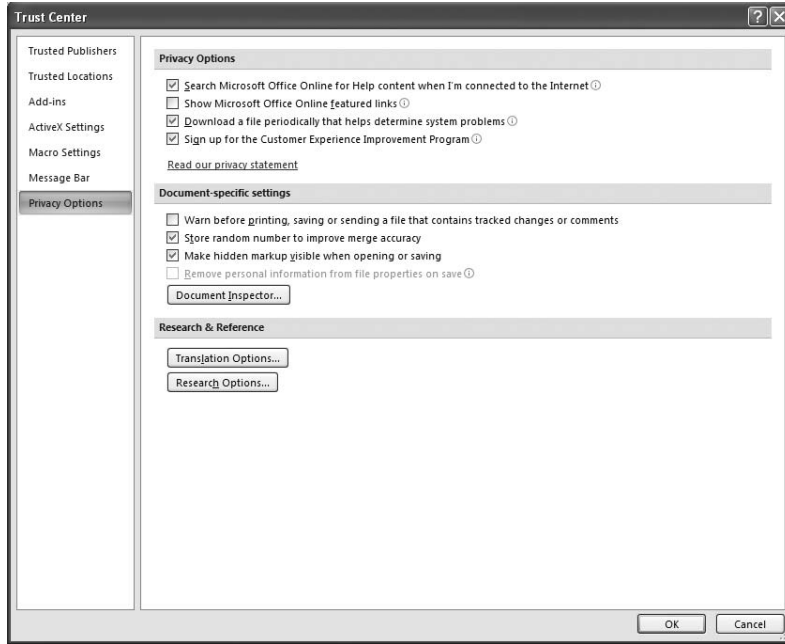 Trust Center
Trusted Publishers
Trusted Locations
Add-ins
ActiveX Settings
Macro Settings
Message Bar
Privacy Options
Privacy Options
Search Microsoft Office Online for Help content when I'm connected to the Internet
Show Microsoft Office Online featured links
Download a file periodically that helps determine system problems
Sign up for the Customer Experience Improvement Program
Read our privacy statement
Document-specific settings
Warn before printing, saving or sending a file that contains tracked changes or comments
Store random number to improve merge accuracy
Make hidden markup visible when opening or saving
Remove personal information from file properties on save
Document Inspector...
Research & Reference
Translation Options...
Research Options...
OK
Cancel